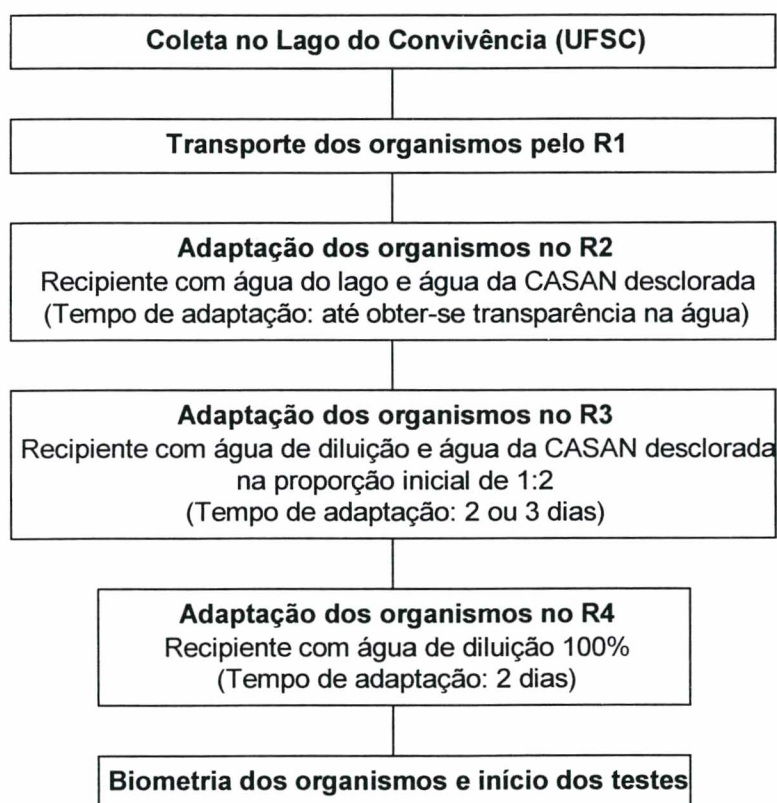 Coleta no Lago do Convivência (UFSC)
Transporte dos organismos pelo R1
Adaptação dos organismos no R2
Recipiente com água do lago e água da CASAN desclorada
(Tempo de adaptação: até obter-se transparência na água)
Adaptação dos organismos no R3
Recipiente com água de diluição e água da CASAN desclorada
na proporção inicial de 1:2
(Tempo de adaptação: 2 ou 3 dias)
Adaptação dos organismos no R4
Recipiente com água de diluição 100%
(Tempo de adaptação: 2 dias)
Biometria dos organismos e início dos testes